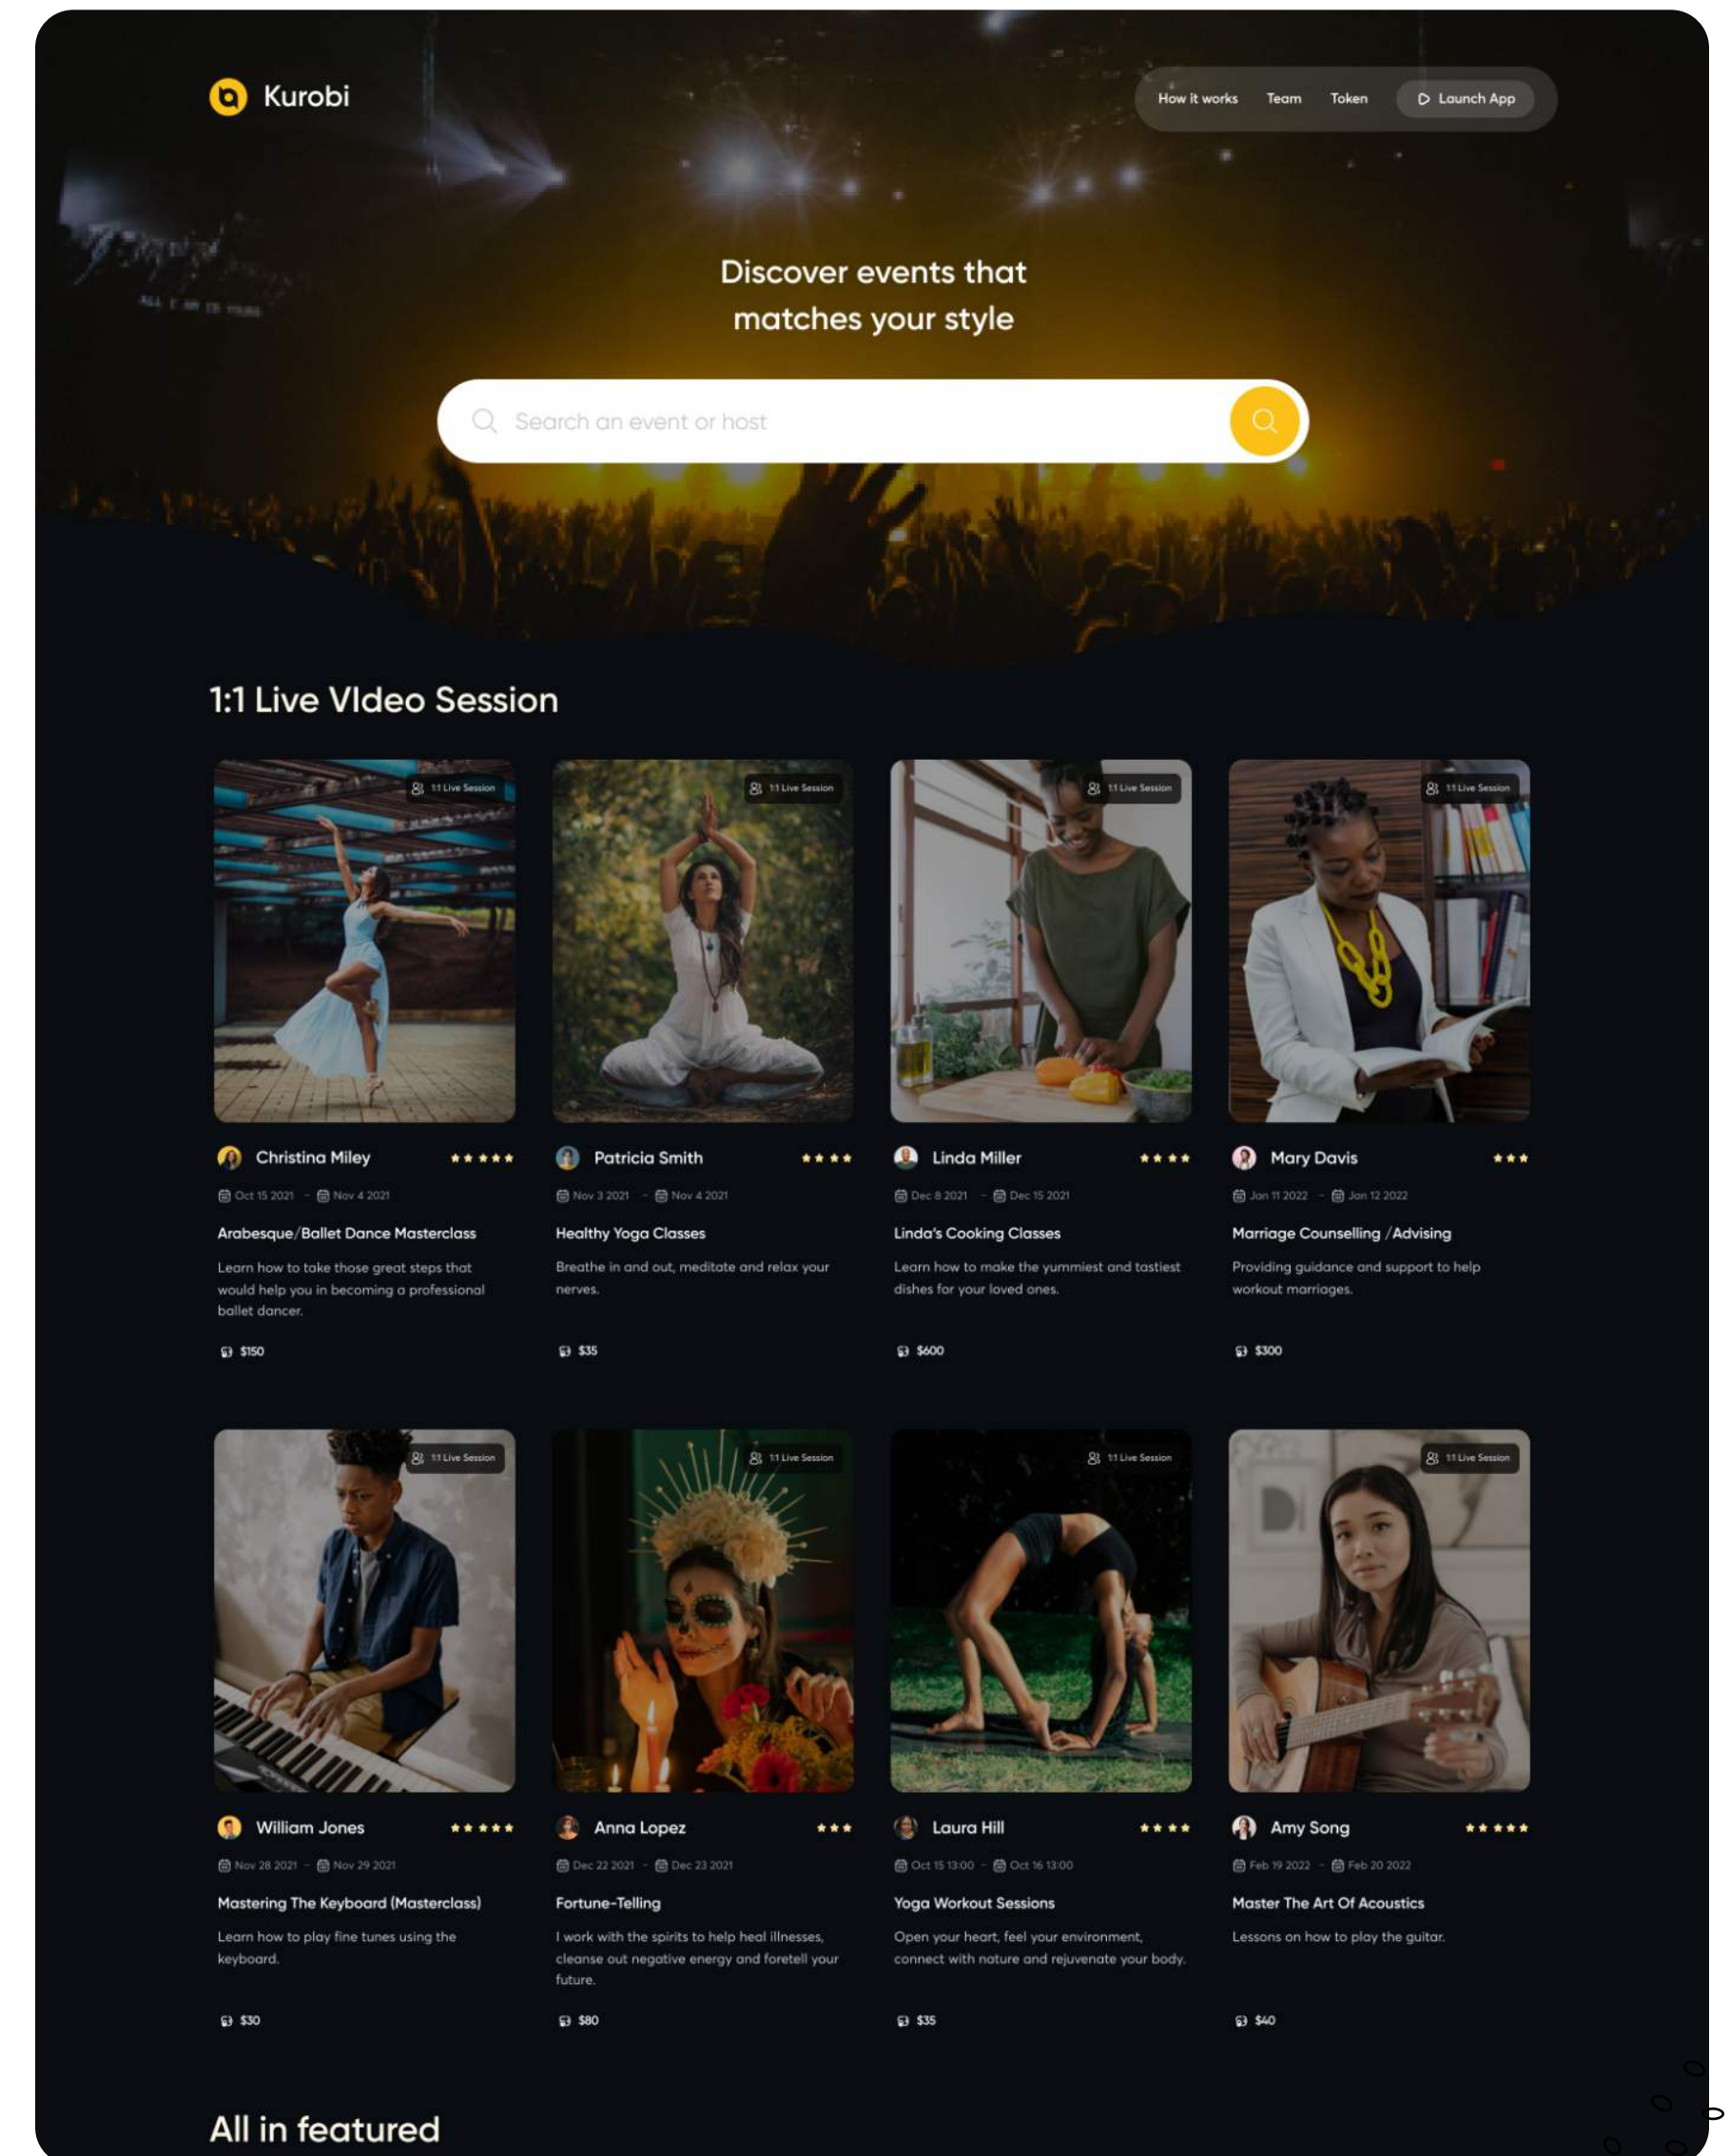 Kurobi
How it works
Team
Token
Launch App
Discover events that
matches your style
Search an event or host
1:1 Live VIdeo Session
1:1 Live Session
1:1 Live Session
1:1 Live Session
1:1 Live Session
Christina Miley
Oct 15 2021 - Nov 4 2021
Arabesque/Ballet Dance Masterclass
Learn how to take those great steps that
would help you in becoming a professional
ballet dancer.
$150
Patricia Smith
Nov 3 2021 - Nov 4 2021
Healthy Yoga Classes
Breathe in and out, meditate and relax your
nerves.
$35
Linda Miller
Dec 8 2021 - Dec 15 2021
Linda's Cooking Classes
Learn how to make the yummiest and tastiest
dishes for your loved ones.
$600
Mary Davis
Jan 11 2022 - Jan 12 2022
Marriage Counselling /Advising
Providing guidance and support to help
workout marriages.
$300
1:1 Live Session
1:1 Live Session
1:1 Live Session
1:1 Live Session
William Jones
Nov 28 2021 - Nov 29 2021
Mastering The Keyboard (Masterclass)
Learn how to play fine tunes using the
keyboard.
$30
Anna Lopez
Dec 22 2021 - Dec 23 2021
Fortune-Telling
I work with the spirits to help heal illnesses,
cleanse out negative energy and foretell your
future.
$80
Laura Hill
Oct 15 13:00 - Oct 16 13:00
Yoga Workout Sessions
Open your heart, feel your environment,
connect with nature and rejuvenate your body.
$35
Amy Song
Feb 19 2022 - Feb 20 2022
Master The Art Of Acoustics
Lessons on how to play the guitar.
$40
All in featured